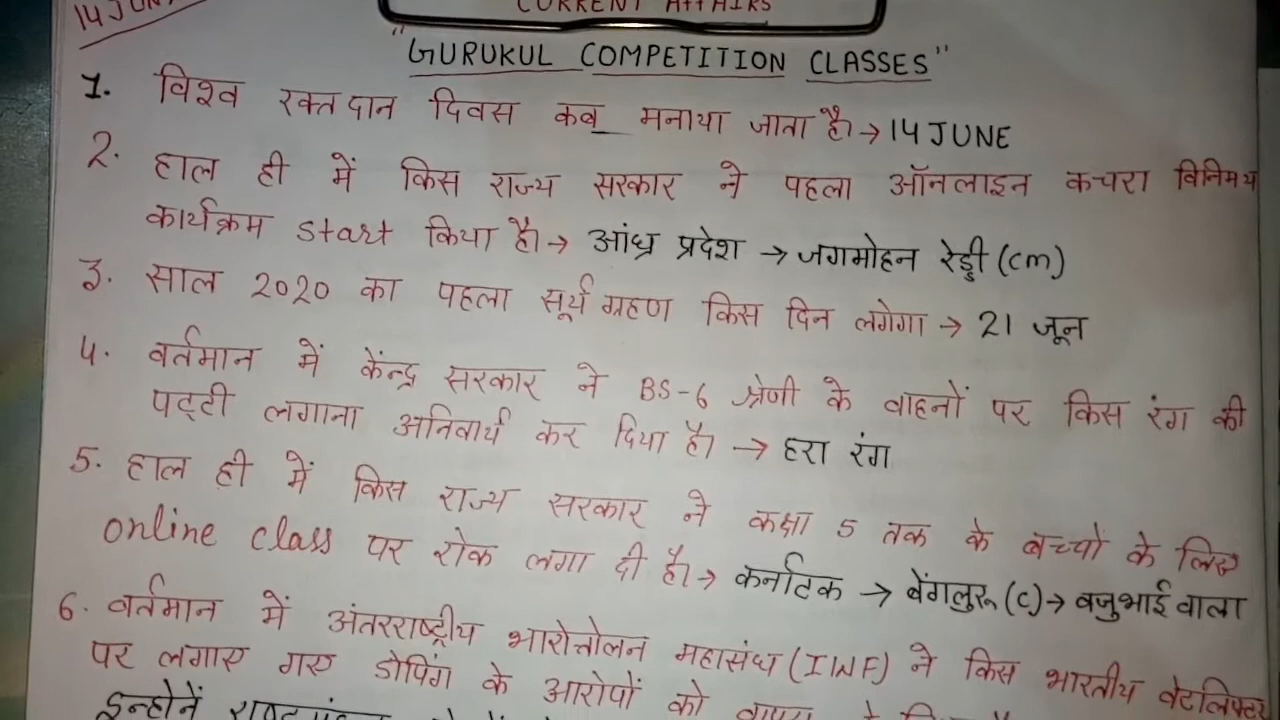 14 JUN
CURRENT AFFAIRS
"GURUKUL COMPETITION CLASSES"
1. विश्व रक्तदान दिवस कब मनाया जाता है। → 14 JUNE
2. हाल ही में किस राज्य सरकार ने पहला ऑनलाइन कचरा विनिमय
कार्यक्रम start किया है। → आंध्र प्रदेश → जगमोहन रेड्डी (cm)
3. साल 2020 का पहला सूर्य ग्रहण किस दिन लगेगा → 21 जून
4. वर्तमान में केंन्द्र सरकार ने BS-6 श्रेणी के वाहनों पर किस रंग की
पट्टी लगाना अनिवार्य कर दिया है। → हरा रंग
5. हाल ही में किस राज्य सरकार ने कक्षा 5 तक के बच्चों के लिए
online class पर रोक लगा दी है। → कर्नाटक → बेंगलुरू (c) → वजुभाई वाला
6. वर्तमान में अंतरराष्ट्रीय भारोत्तोलन महासंघ (IWF) ने किस भारतीय वेटलिफ्टर
पर लगाए गए डोपिंग के आरोपों को
इन्होनें